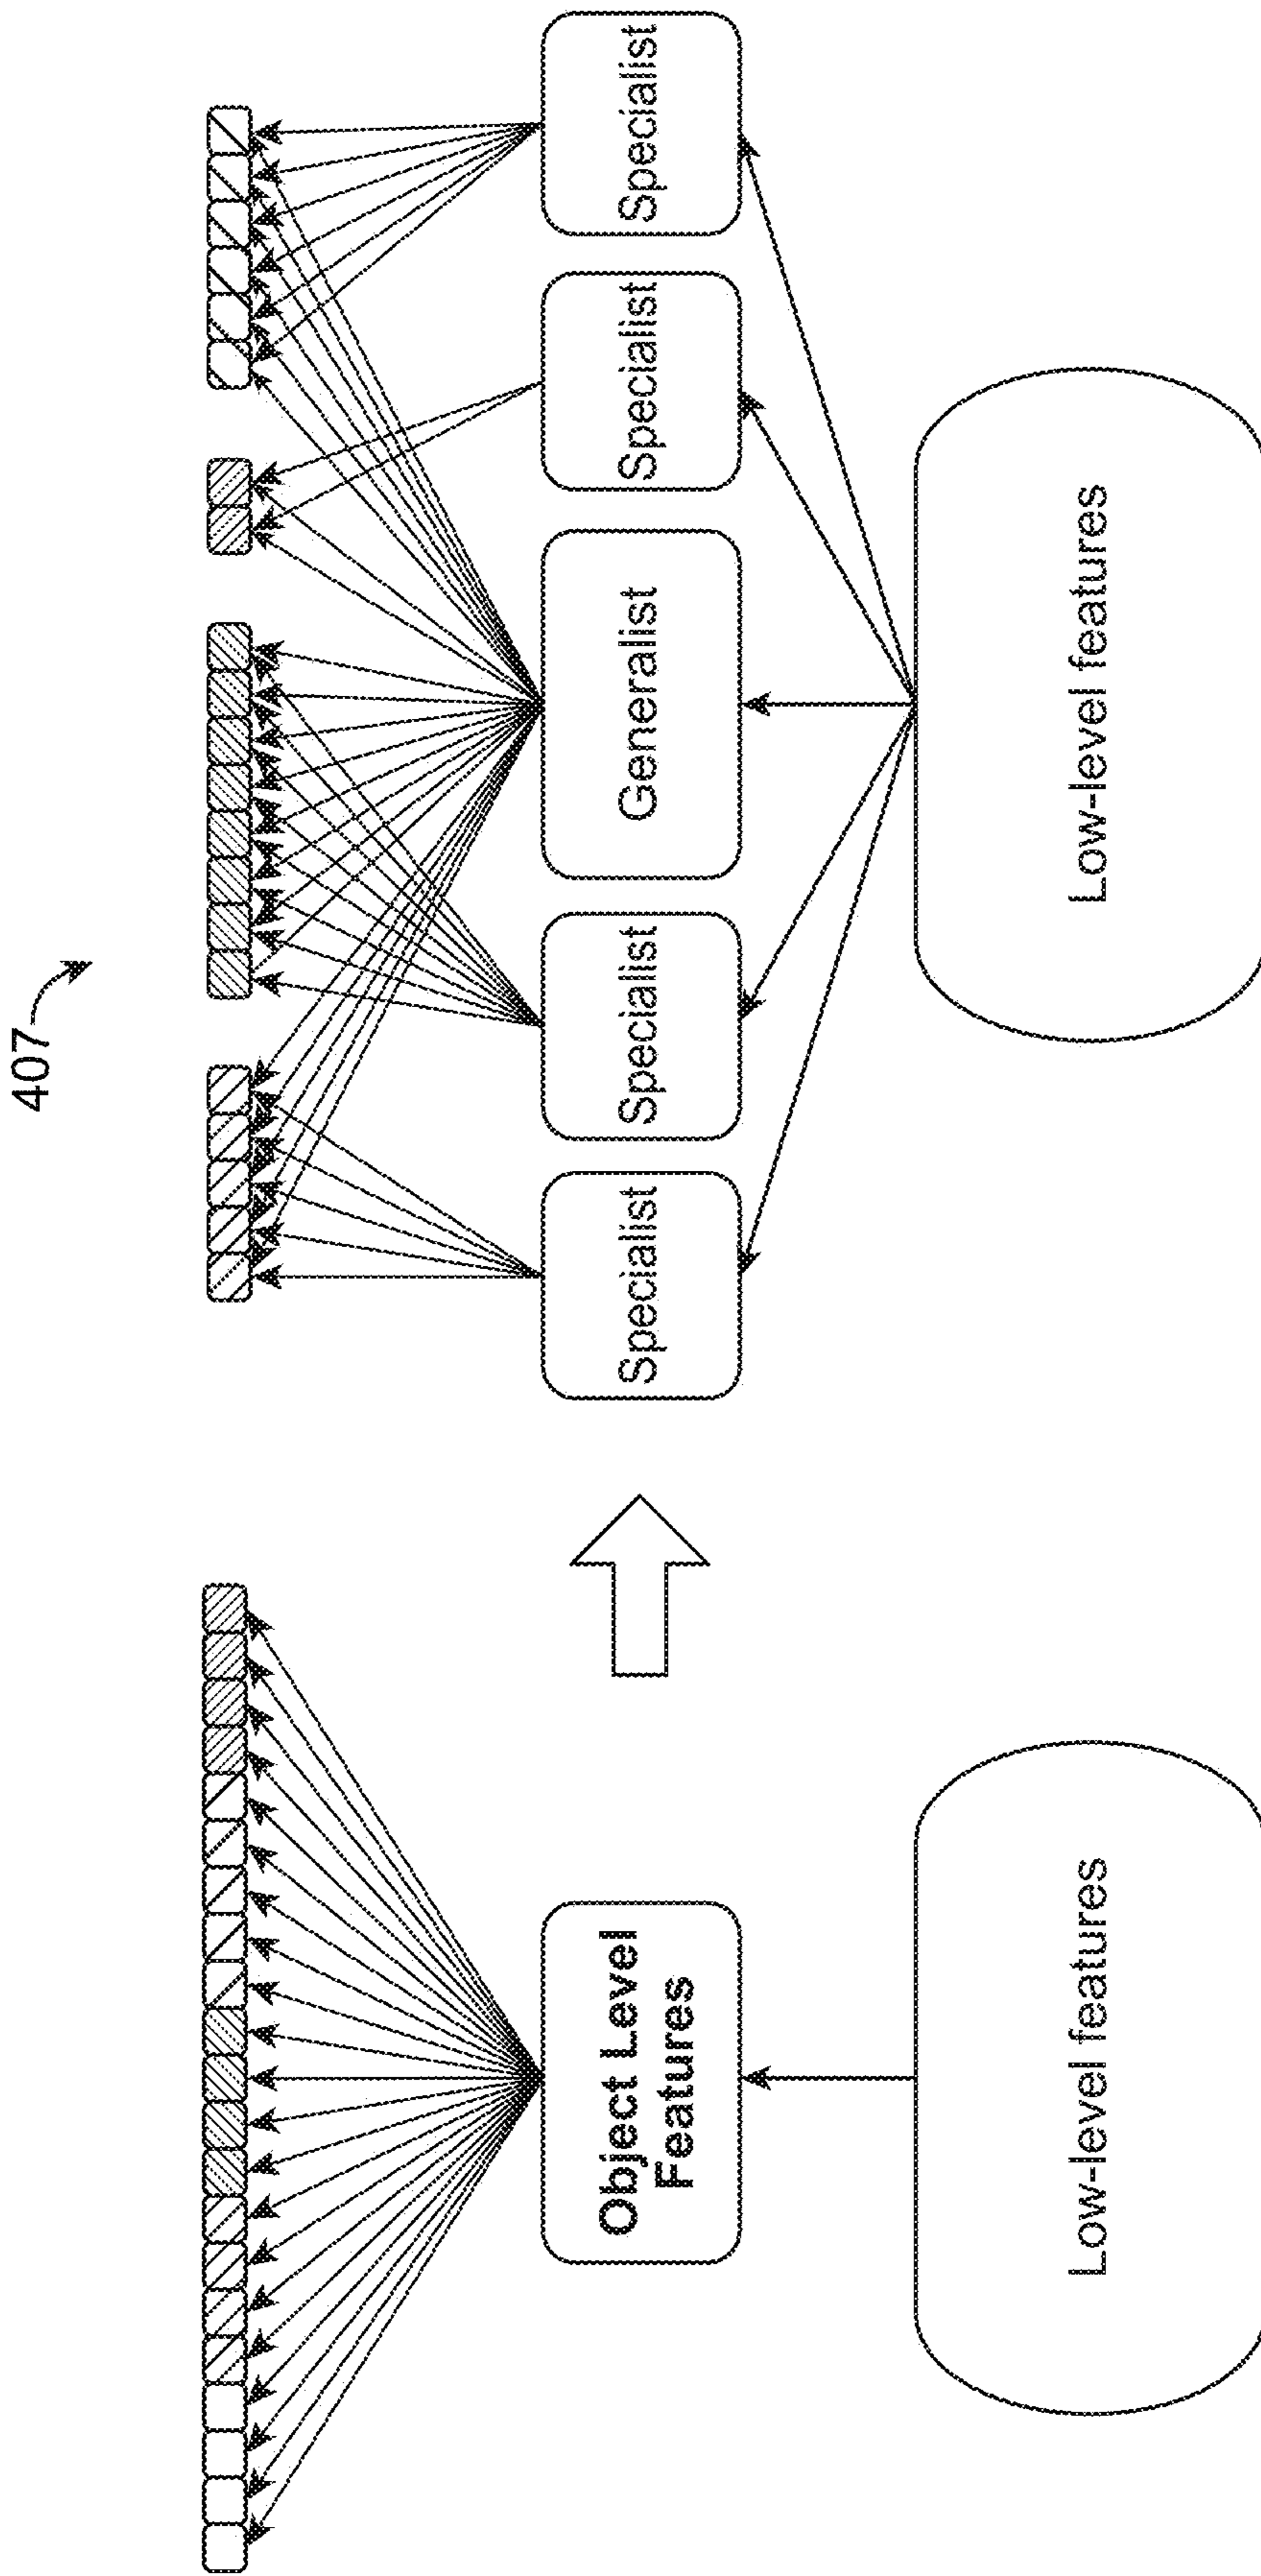 407
Object Level
Features
Low-level features
Specialist
Specialist
Generalist
Specialist
Specialist
Low-level features